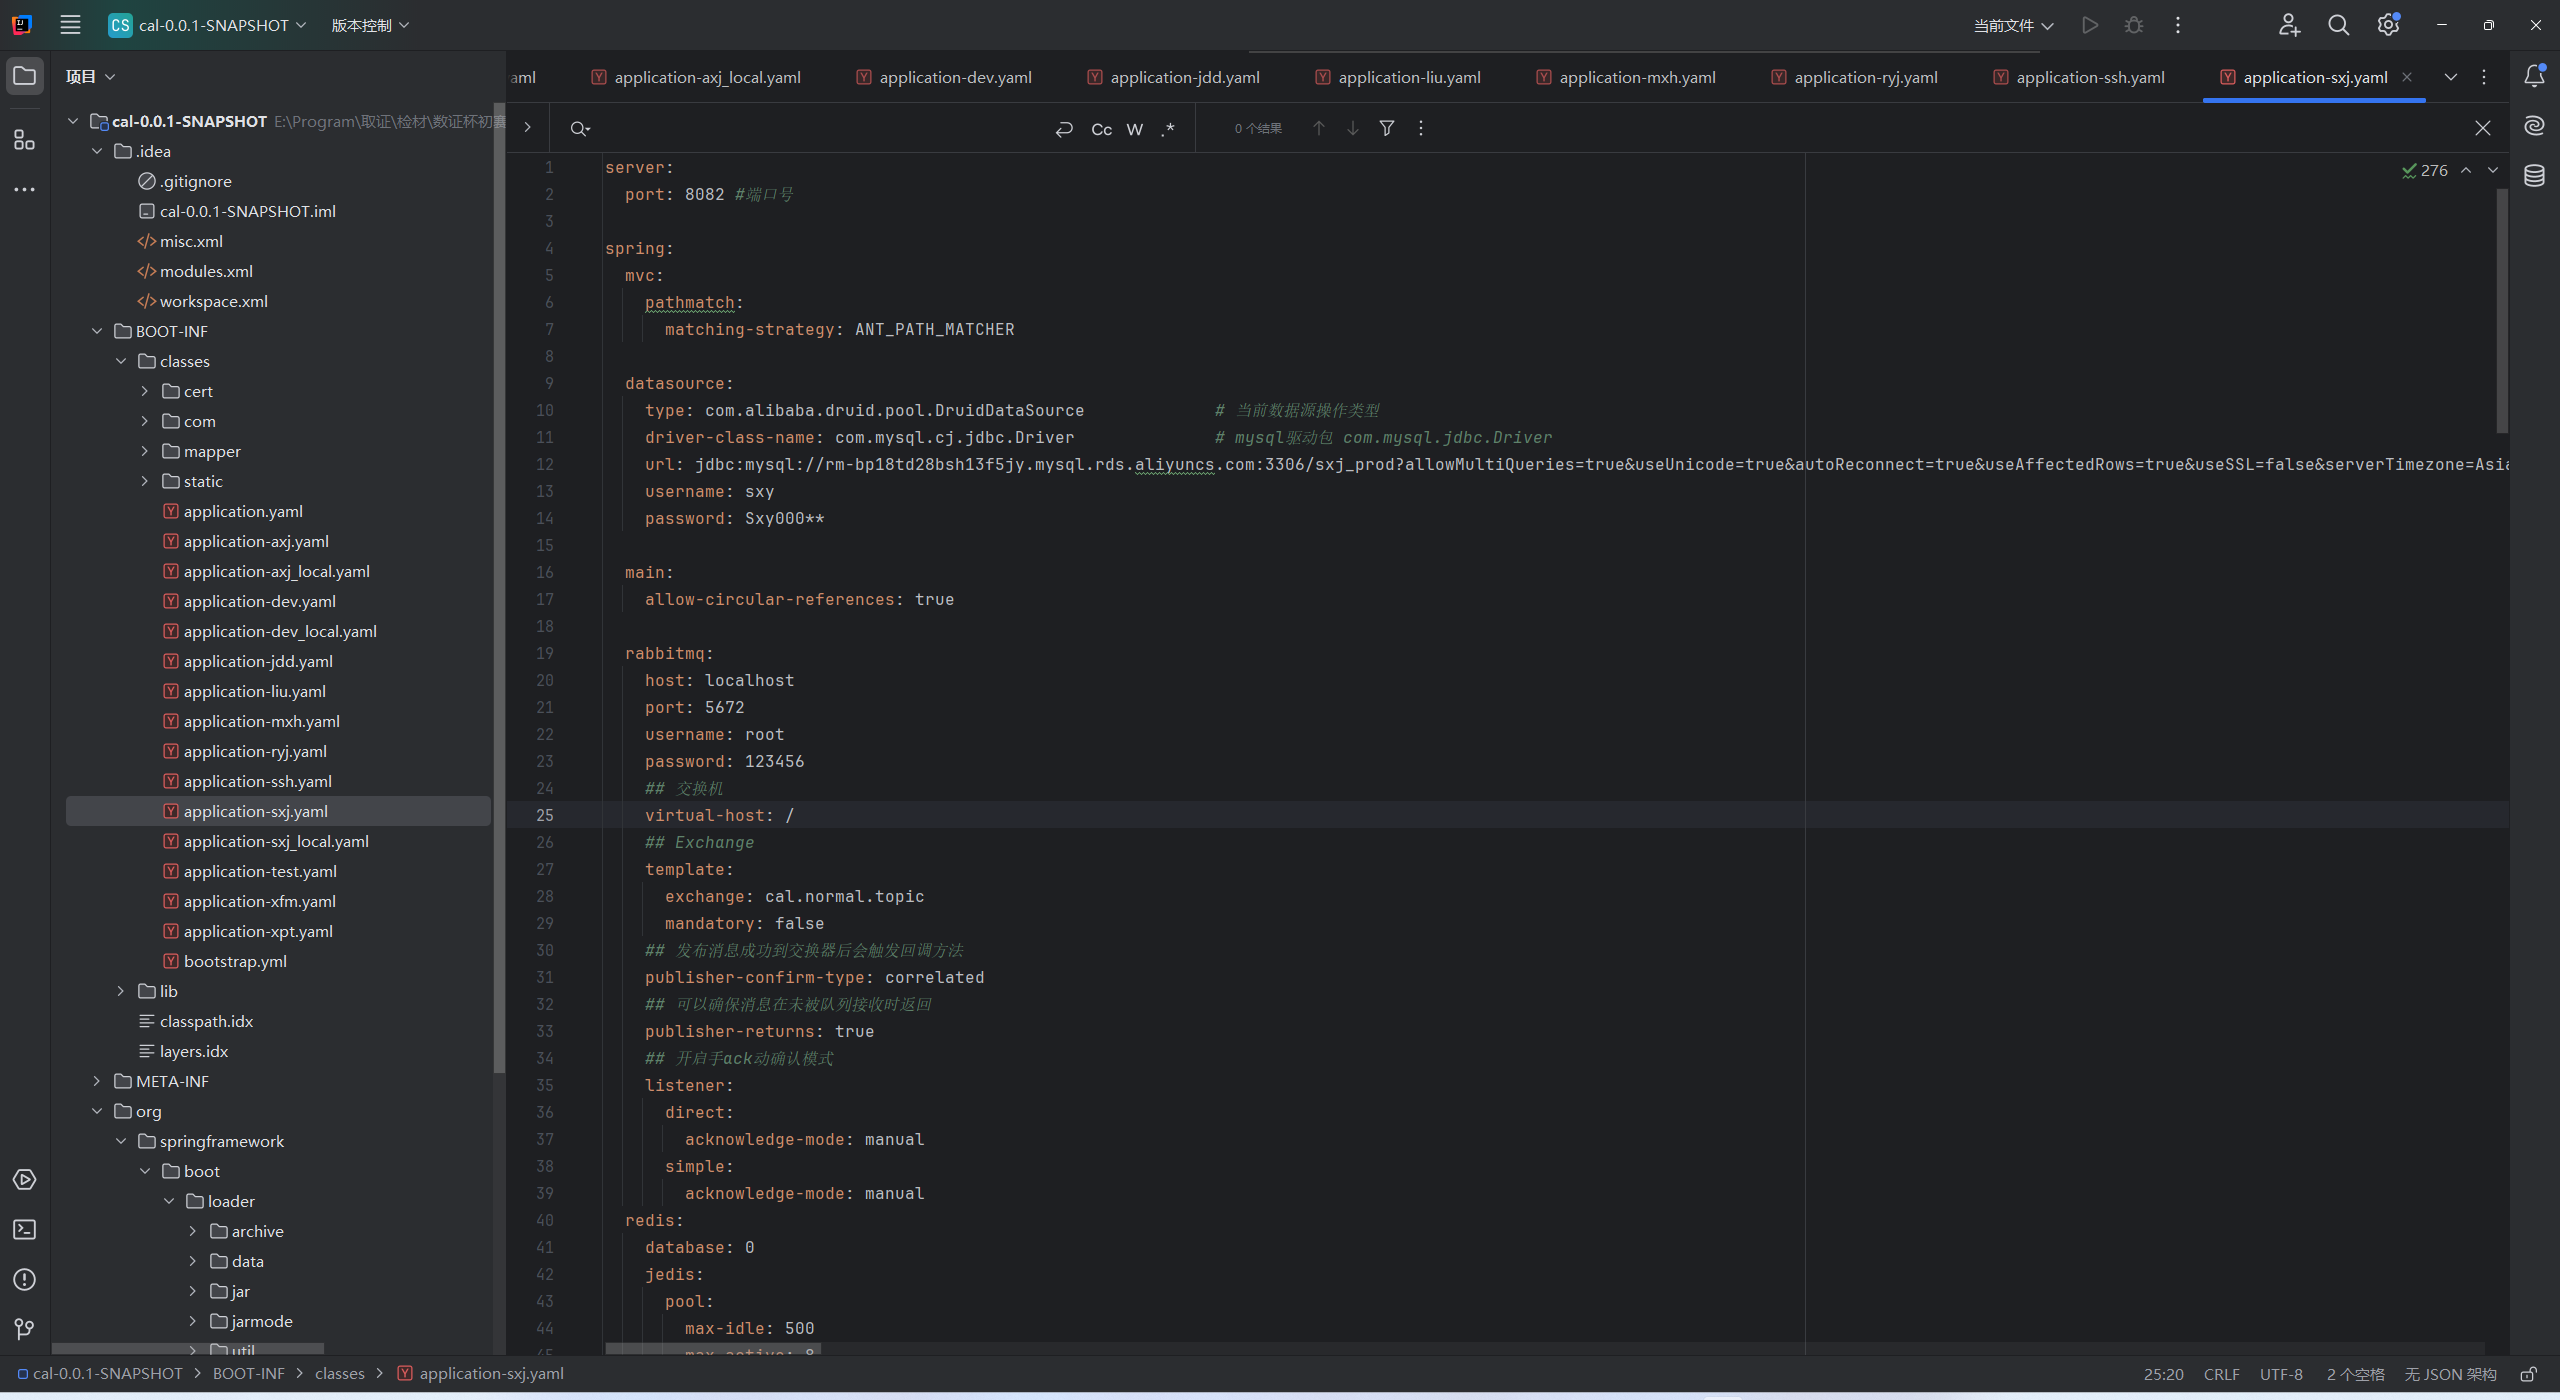 CS cal-0.0.1-SNAPSHOT 版本控制 当前文件
项目
cal-0.0.1-SNAPSHOT E:\Program\取证\检材\数证杯初赛
.idea
.gitignore
cal-0.0.1-SNAPSHOT.iml
misc.xml
modules.xml
workspace.xml
BOOT-INF
classes
cert
com
mapper
static
application.yaml
application-axj.yaml
application-axj_local.yaml
application-dev.yaml
application-dev_local.yaml
application-jdd.yaml
application-liu.yaml
application-mxh.yaml
application-ryj.yaml
application-ssh.yaml
application-sxj.yaml
application-sxj_local.yaml
application-test.yaml
application-xfm.yaml
application-xpt.yaml
bootstrap.yml
lib
classpath.idx
layers.idx
META-INF
org
springframework
boot
loader
archive
data
jar
jarmode
util
aml application-axj_local.yaml application-dev.yaml application-jdd.yaml application-liu.yaml application-mxh.yaml application-ryj.yaml application-ssh.yaml application-sxj.yaml
Cc W .* 0 个结果
276
1 server:
2 port: 8082 #端口号
3
4 spring:
5 mvc:
6 pathmatch:
7 matching-strategy: ANT_PATH_MATCHER
8
9 datasource:
10 type: com.alibaba.druid.pool.DruidDataSource # 当前数据源操作类型
11 driver-class-name: com.mysql.cj.jdbc.Driver # mysql驱动包 com.mysql.jdbc.Driver
12 url: jdbc:mysql://rm-bp18td28bsh13f5jy.mysql.rds.aliyuncs.com:3306/sxj_prod?allowMultiQueries=true&useUnicode=true&autoReconnect=true&useAffectedRows=true&useSSL=false&serverTimezone=Asia
13 username: sxy
14 password: Sxy000**
15
16 main:
17 allow-circular-references: true
18
19 rabbitmq:
20 host: localhost
21 port: 5672
22 username: root
23 password: 123456
24 ## 交换机
25 virtual-host: /
26 ## Exchange
27 template:
28 exchange: cal.normal.topic
29 mandatory: false
30 ## 发布消息成功到交换器后会触发回调方法
31 publisher-confirm-type: correlated
32 ## 可以确保消息在未被队列接收时返回
33 publisher-returns: true
34 ## 开启手ack动确认模式
35 listener:
36 direct:
37 acknowledge-mode: manual
38 simple:
39 acknowledge-mode: manual
40 redis:
41 database: 0
42 jedis:
43 pool:
44 max-idle: 500
45 max-active: 8
cal-0.0.1-SNAPSHOT BOOT-INF classes application-sxj.yaml 25:20 CRLF UTF-8 2 个空格 无 JSON 架构